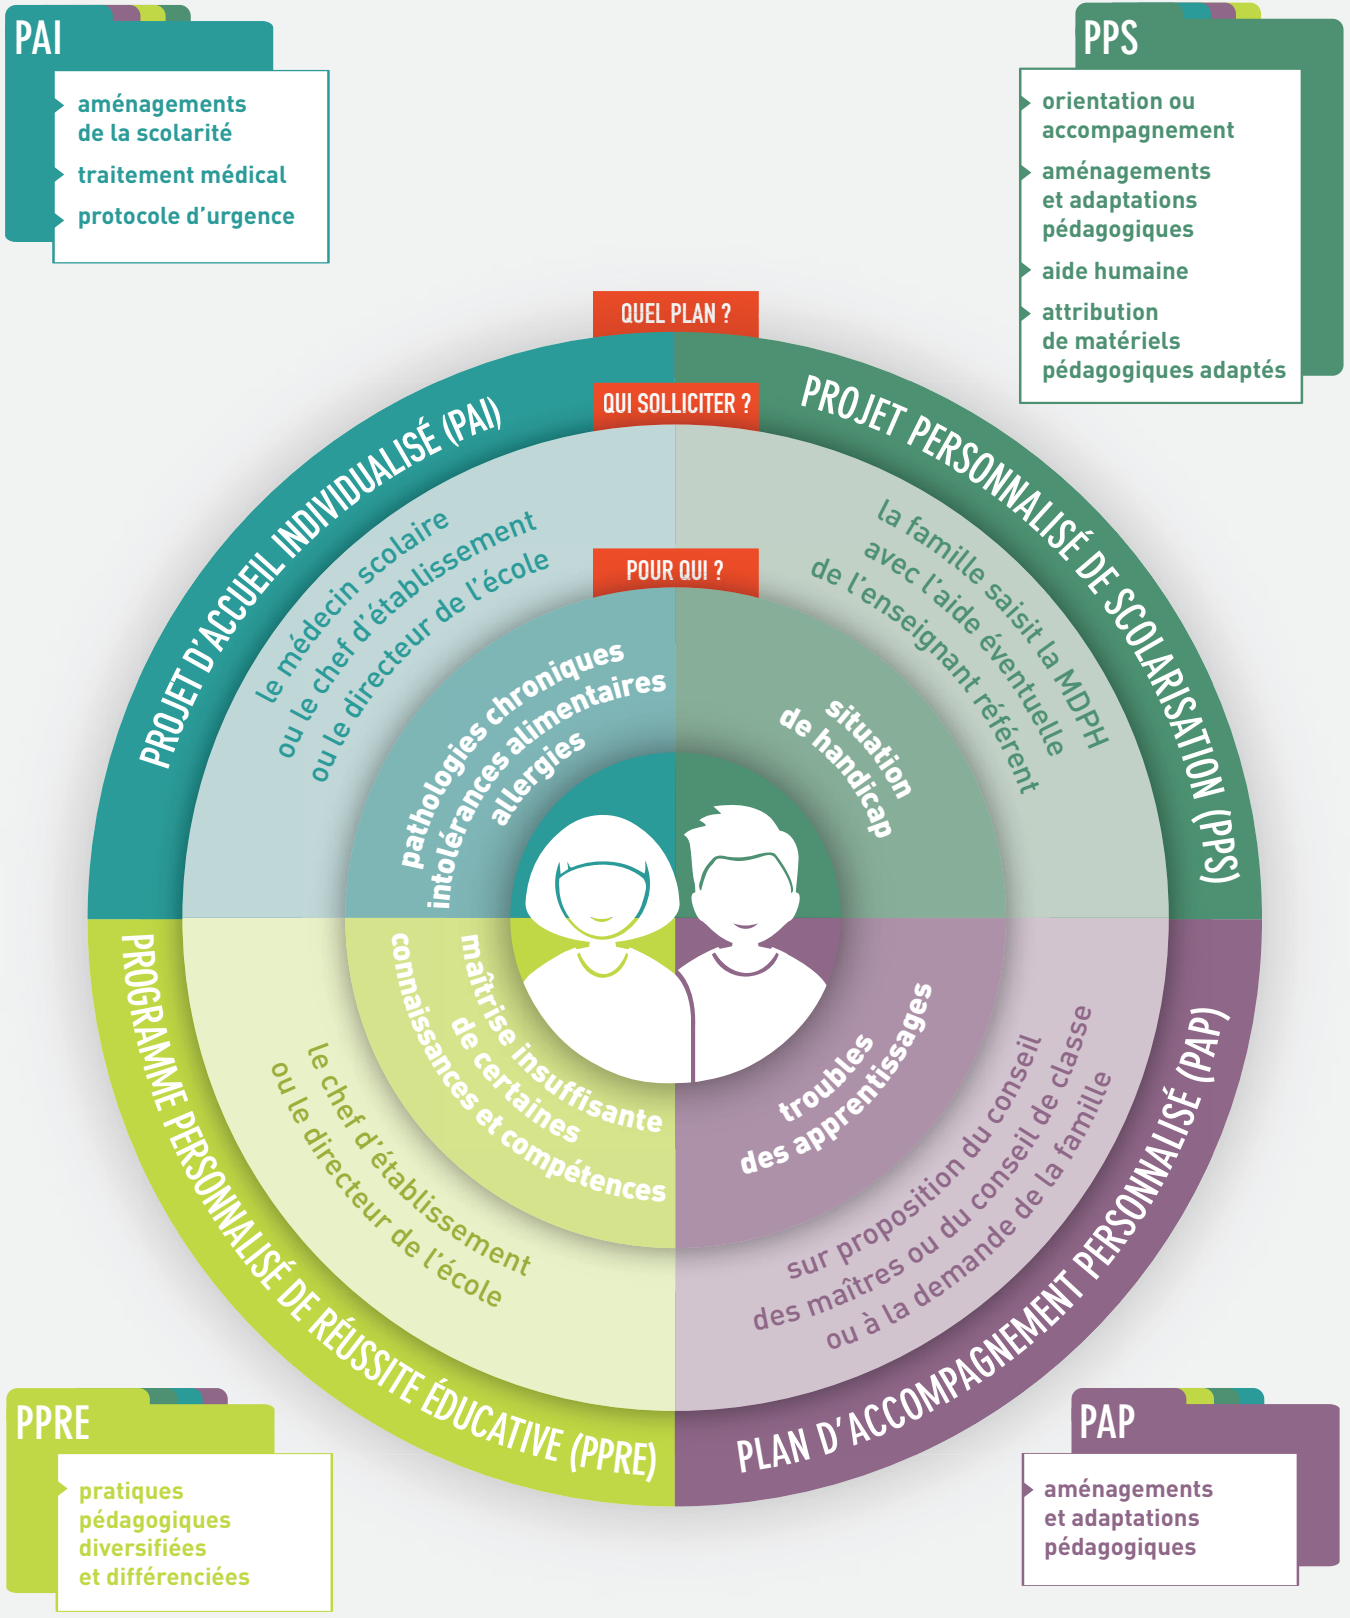 PAI
aménagements
de la scolarité
traitement médical
protocole d'urgence
PPS
orientation ou
accompagnement
aménagements
et adaptations
pédagogiques
aide humaine
attribution
de matériels
pédagogiques adaptés
QUEL PLAN ?
QUI SOLLICITER ?
POUR QUI ?
PROJET D'ACCUEIL INDIVIDUALISÉ (PAI)
le médecin scolaire
ou le chef d'établissement
ou le directeur de l'école
pathologies chroniques
intolérances alimentaires
allergies
PROJET PERSONNALISÉ DE SCOLARISATION (PPS)
la famille saisit la MDPH
avec l'aide éventuelle
de l'enseignant référent
situation
de handicap
PROGRAMME PERSONNALISÉ DE RÉUSSITE ÉDUCATIVE (PPRE)
le chef d'établissement
ou le directeur de l'école
maîtrise insuffisante
de certaines
connaissances et compétences
PLAN D'ACCOMPAGNEMENT PERSONNALISÉ (PAP)
sur proposition du conseil
des maîtres ou du conseil de classe
ou à la demande de la famille
troubles
des apprentissages
PPRE
pratiques
pédagogiques
diversifiées
et différenciées
PAP
aménagements
et adaptations
pédagogiques